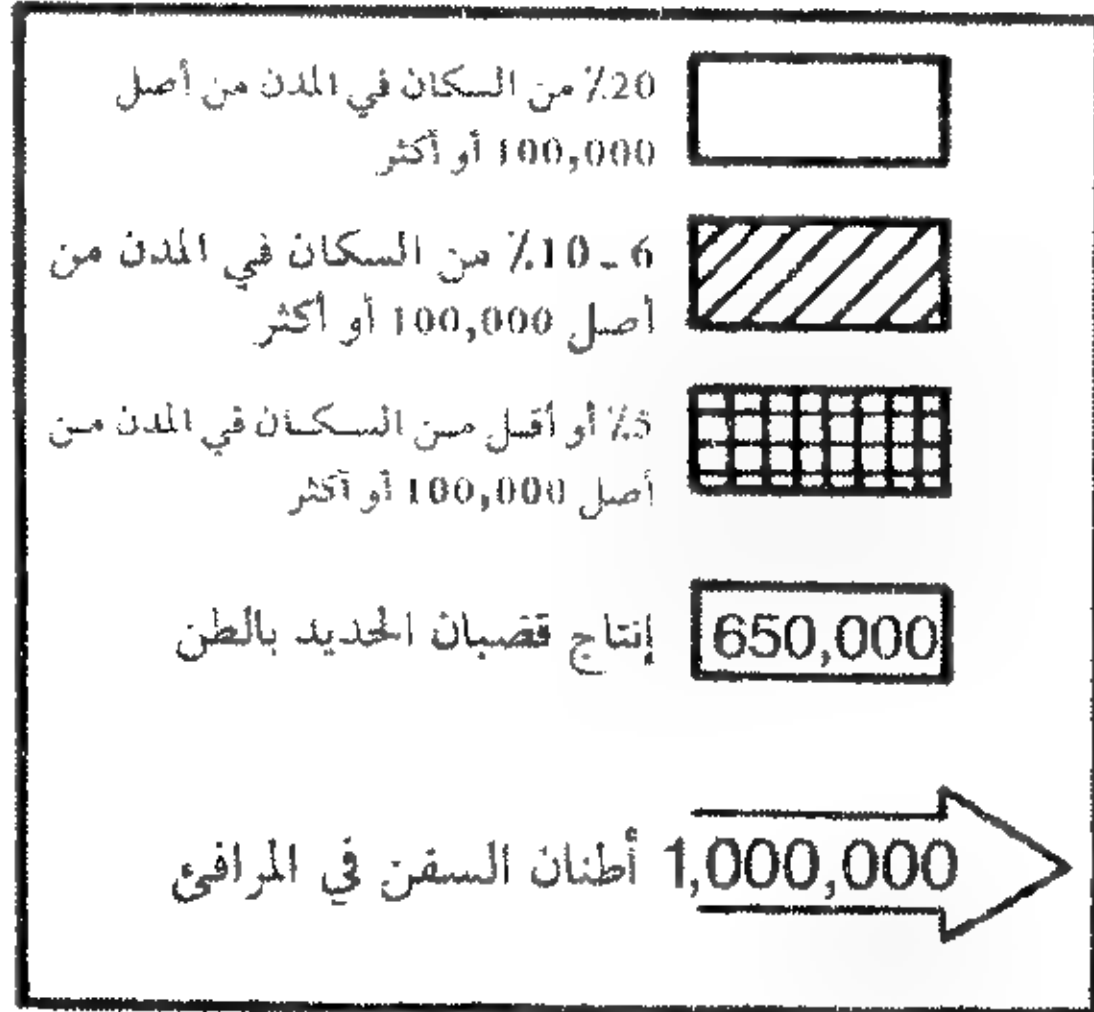 20٪ من السكان في المدن من أصل
100,000 أو أكثر
6 ـ 10٪ من السكان في المدن من
أصل 100,000 أو أكثر
5٪ أو أقل من السكان في المدن من
أصل 100,000 أو أكثر
إنتاج قضبان الحديد بالطن
650,000
1,000,000 أطنان السفن في المرافئ